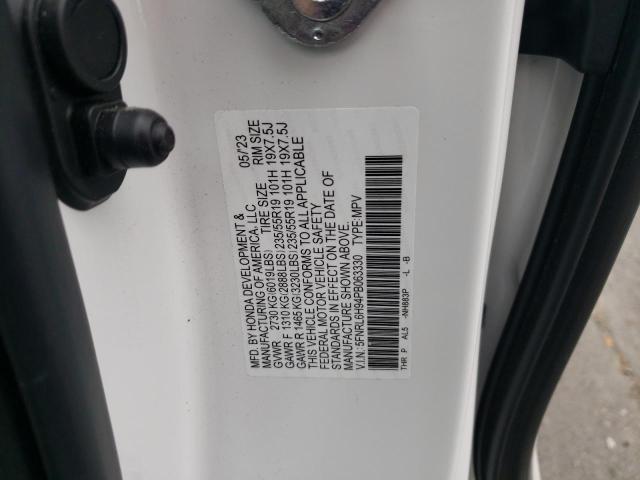 MFD. BY HONDA DEVELOPMENT & 05/23
MANUFACTURING OF AMERICA, LLC TIRE SIZE RIM SIZE
GVWR 2730 KG(6019LBS)
GAWR F 1310 KG(2888LBS)235/55R19 101H 19X7.5J
GAWR R 1465 KG(3230LBS)235/55R19 101H 19X7.5J
THIS VEHICLE CONFORMS TO ALL APPLICABLE
FEDERAL MOTOR VEHICLE SAFETY
STANDARDS IN EFFECT ON THE DATE OF
MANUFACTURE SHOWN ABOVE.
V.I.N: 5FNRL6H94PB063330 TYPE:MPV
THR P AL5 -NH883P -L -B